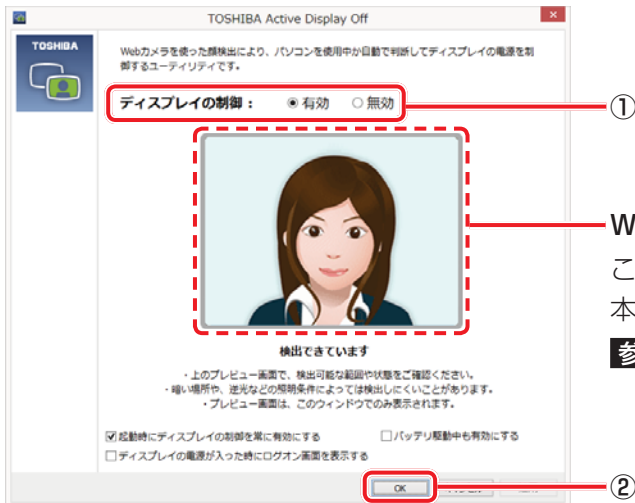 TOSHIBA Active Display Off
TOSHIBA
Webカメラを使った顔検出により、パソコンを使用中か自動で判断してディスプレイの電源を制
御するユーティリティです。
ディスプレイの制御： 有効 無効
①
W
こ
本
検出できています
・上のプレビュー画面で、検出可能な範囲や状態をご確認ください。
・暗い場所や、逆光などの照明条件によっては検出しにくいことがあります。
・プレビュー画面は、このウィンドウでのみ表示されます。
起動時にディスプレイの制御を常に有効にする バッテリ駆動中も有効にする
ディスプレイの電源が入った時にログオン画面を表示する
OK
②